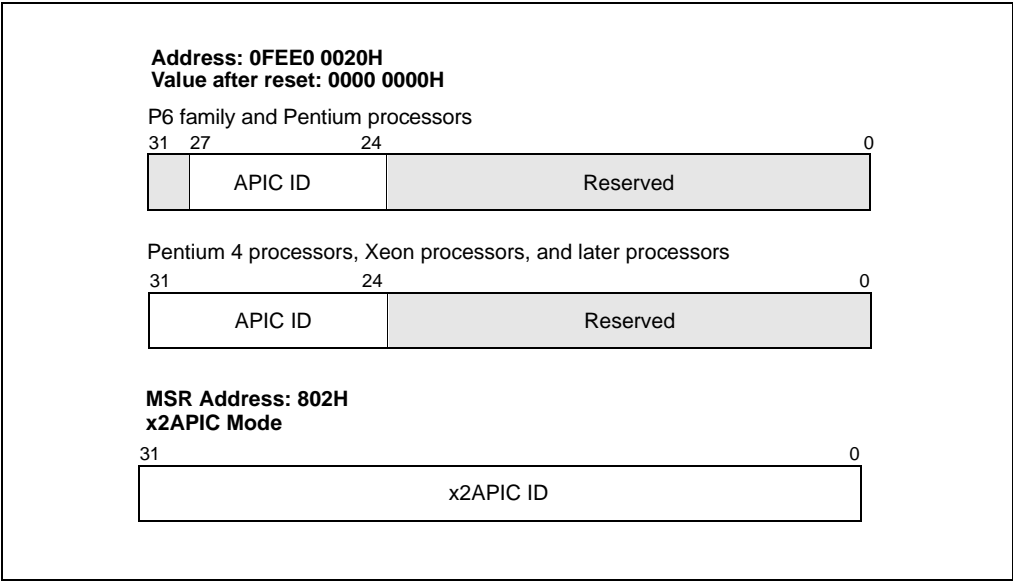 Address: 0FEE0 0020H
Value after reset: 0000 0000H
P6 family and Pentium processors
31 27 24 0
APIC ID Reserved
Pentium 4 processors, Xeon processors, and later processors
31 24 0
APIC ID Reserved
MSR Address: 802H
x2APIC Mode
31 0
x2APIC ID